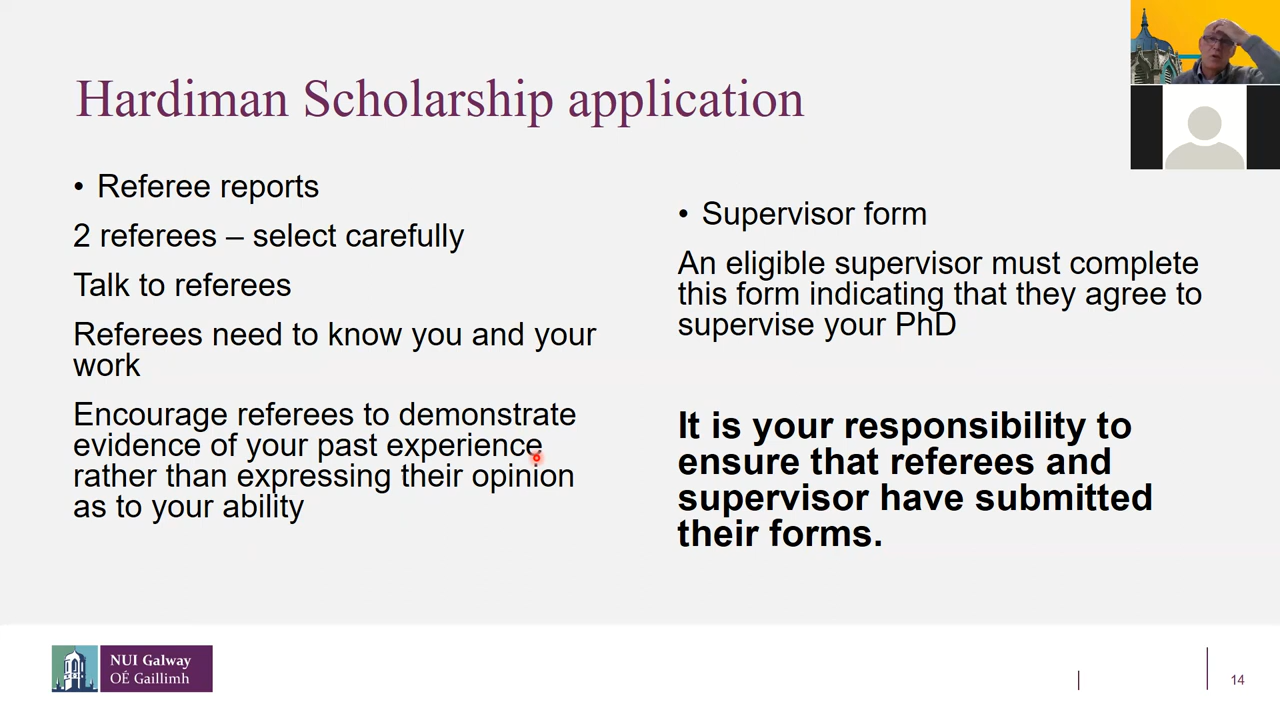 Hardiman Scholarship application
• Referee reports
2 referees – select carefully
Talk to referees
Referees need to know you and your
work
Encourage referees to demonstrate
evidence of your past experience
rather than expressing their opinion
as to your ability
• Supervisor form
An eligible supervisor must complete
this form indicating that they agree to
supervise your PhD
It is your responsibility to
ensure that referees and
supervisor have submitted
their forms.
NUI Galway
OÉ Gaillimh
14